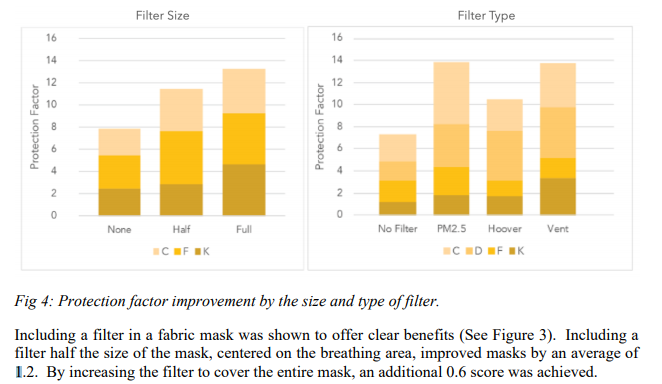 Filter Size
16
14
12
10
8
6
4
2
0
Protection Factor
None Half Full
C F K
Filter Type
16
14
12
10
8
6
4
2
0
Protection Factor
No Filter PM2.5 Hoover Vent
C D F K
Fig 4: Protection factor improvement by the size and type of filter.
Including a filter in a fabric mask was shown to offer clear benefits (See Figure 3). Including a
filter half the size of the mask, centered on the breathing area, improved masks by an average of
1.2. By increasing the filter to cover the entire mask, an additional 0.6 score was achieved.